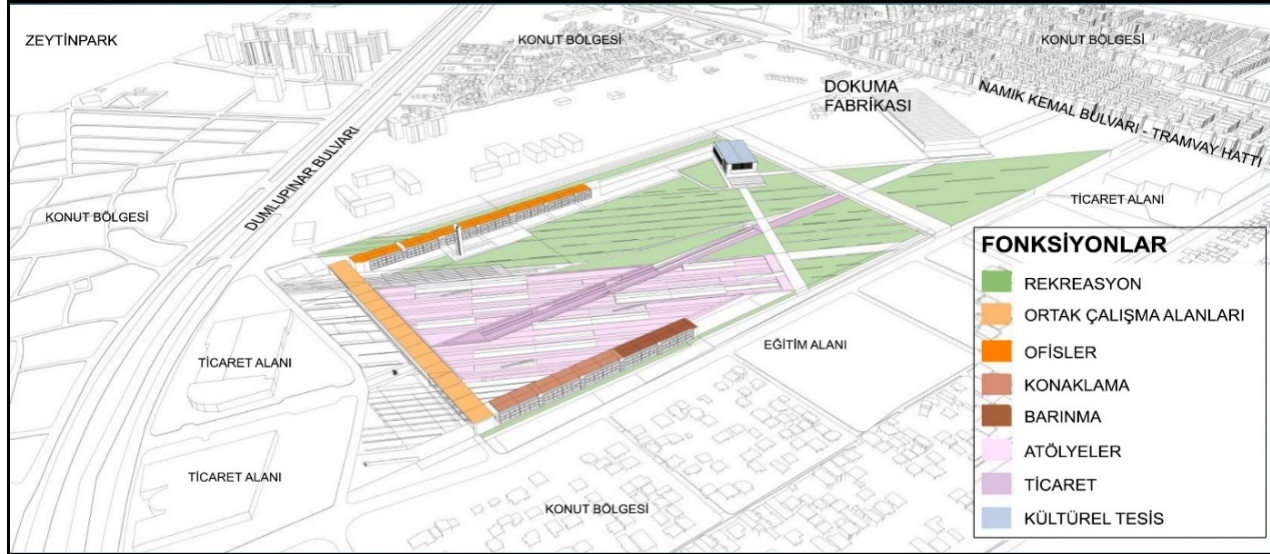 ZEYTİNPARK
KONUT BÖLGESİ
KONUT BÖLGESİ
DOKUMA
FABRİKASI
NAMIK KEMAL BULVARI - TRAMVAY HATTI
DUMLUPINAR BULVARI
KONUT BÖLGESİ
TİCARET ALANI
FONKSİYONLAR
REKREASYON
ORTAK ÇALIŞMA ALANLARI
OFİSLER
KONAKLAMA
BARINMA
ATÖLYELER
TİCARET
KÜLTÜREL TESİS
EĞİTİM ALANI
TİCARET ALANI
TİCARET ALANI
KONUT BÖLGESİ